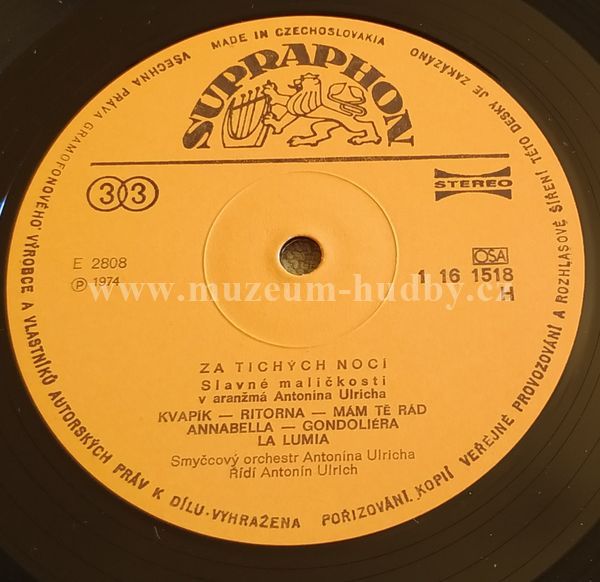 MADE IN CZECHOSLOVAKIA
SUPRAPHON
33
STEREO
E 2808
Ⓟ 1974
OSA
1 16 1518
H
www.muzeum-hudby.cz
ZA TICHÝCH NOCÍ
Slavné maličkosti
v aranžmá Antonína Ulricha
KVAPÍK — RITORNA — MÁM TĚ RÁD
ANNABELLA — GONDOLIÉRA
LA LUMIA
Smyčcový orchestr Antonína Ulricha
Řídí Antonín Ulrich
VŠECHNA PRÁVA GRAMOFONOVÉHO VÝROBCE A VLASTNÍKŮ AUTORSKÝCH PRÁV K DÍLU·VYHRAŽENA POŘIZOVÁNÍ KOPIÍ VEŘEJNÉ PROVOZOVÁNÍ A ROZHLASOVÉ ŠÍŘENÍ TÉTO DESKY JE ZAKÁZÁNO